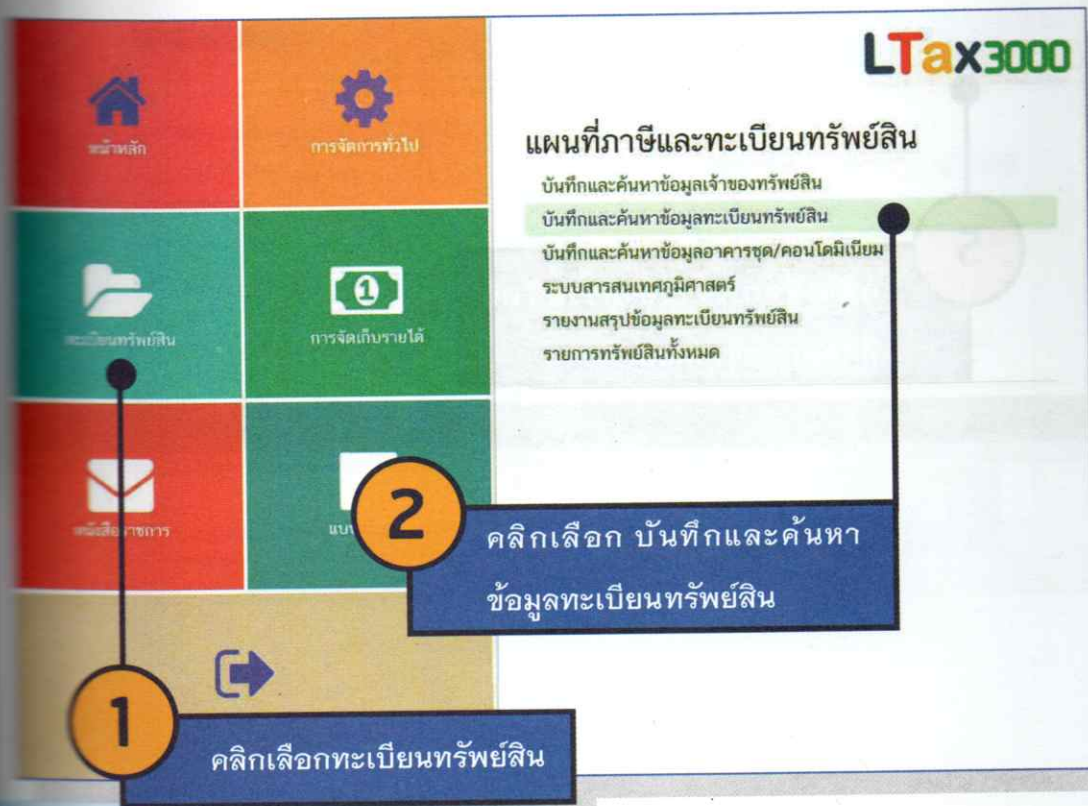 LTax3000
หน้าหลัก
การจัดการทั่วไป
ทะเบียนทรัพย์สิน
การจัดเก็บรายได้
หนังสือราชการ
แบบ
แผนที่ภาษีและทะเบียนทรัพย์สิน
บันทึกและค้นหาข้อมูลเจ้าของทรัพย์สิน
บันทึกและค้นหาข้อมูลทะเบียนทรัพย์สิน
บันทึกและค้นหาข้อมูลอาคารชุด/คอนโดมิเนียม
ระบบสารสนเทศภูมิศาสตร์
รายงานสรุปข้อมูลทะเบียนทรัพย์สิน
รายการทรัพย์สินทั้งหมด
2
คลิกเลือก บันทึกและค้นหา
ข้อมูลทะเบียนทรัพย์สิน
1
คลิกเลือกทะเบียนทรัพย์สิน